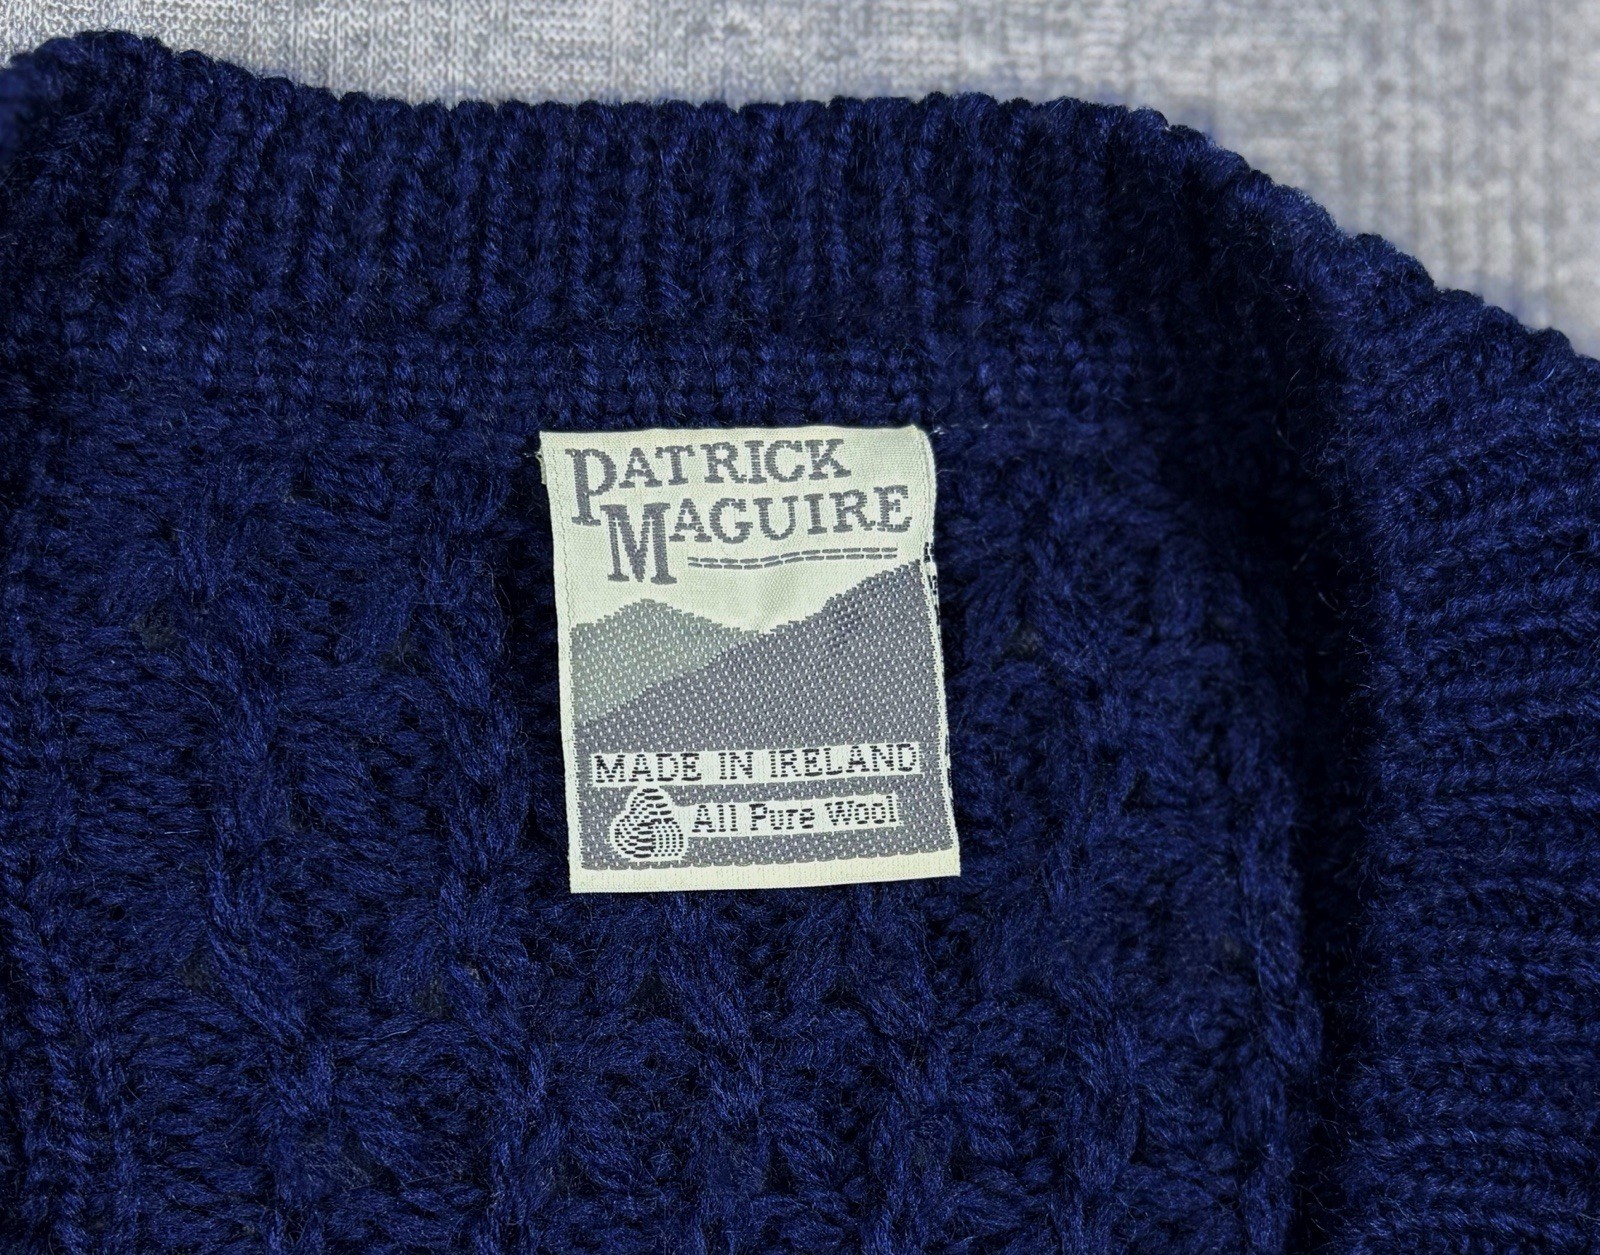 PATRICK
MAGUIRE
MADE IN IRELAND
All Pure Wool